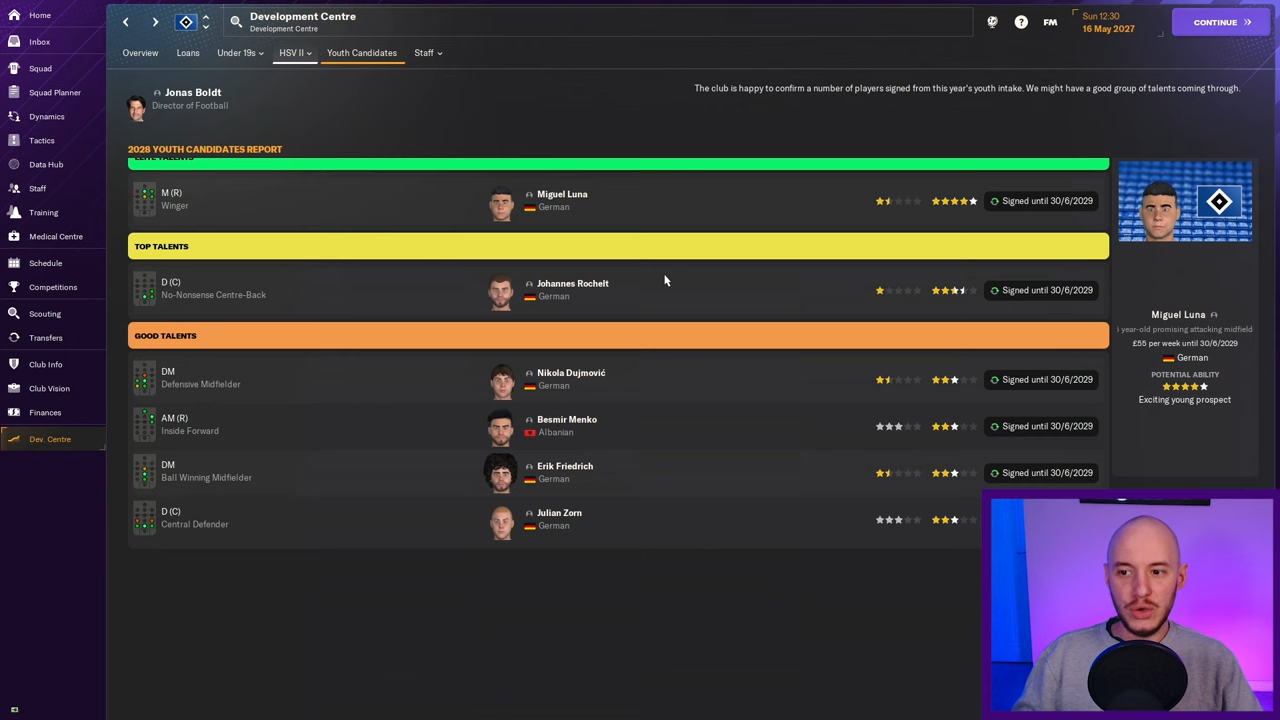 Home
Inbox
Squad
Squad Planner
Dynamics
Tactics
Data Hub
Staff
Training
Medical Centre
Schedule
Competitions
Scouting
Transfers
Club Info
Club Vision
Finances
Dev. Centre
Development Centre
Development Centre
?
FM
Sun 12:30
16 May 2027
CONTINUE
Overview
Loans
Under 19s
HSV II
Youth Candidates
Staff
Jonas Boldt
Director of Football
The club is happy to confirm a number of players signed from this year's youth intake. We might have a good group of talents coming through.
2028 YOUTH CANDIDATES REPORT
ELITE TALENTS
M (R)
Winger
Miguel Luna
German
Signed until 30/6/2029
TOP TALENTS
D (C)
No-Nonsense Centre-Back
Johannes Rochelt
German
Signed until 30/6/2029
GOOD TALENTS
DM
Defensive Midfielder
Nikola Dujmović
German
Signed until 30/6/2029
AM (R)
Inside Forward
Besmir Menko
Albanian
Signed until 30/6/2029
DM
Ball Winning Midfielder
Erik Friedrich
German
Signed until 30/6/2029
D (C)
Central Defender
Julian Zorn
German
Miguel Luna
year-old promising attacking midfield
£55 per week until 30/6/2029
German
POTENTIAL ABILITY
Exciting young prospect